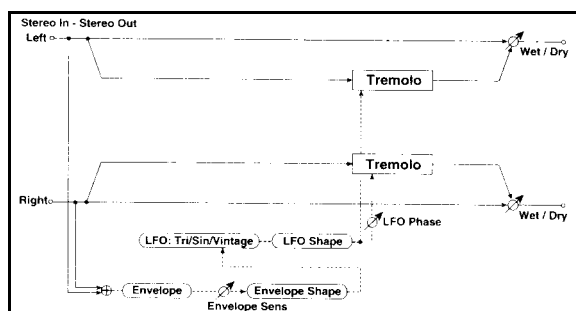 Stereo In - Stereo Out
Left
Wet / Dry
Tremolo
Tremolo
Right
Wet / Dry
LFO Phase
LFO: Tri/Sin/Vintage
LFO Shape
Envelope
Envelope Shape
Envelope Sens